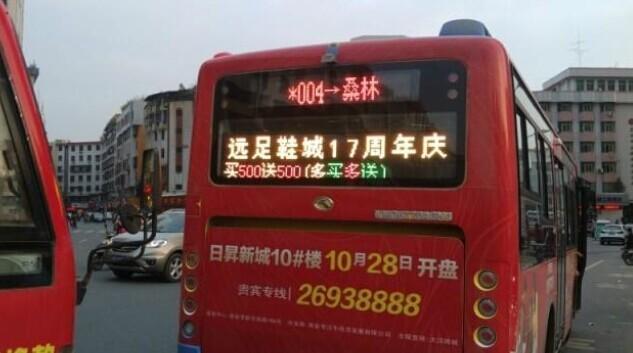 *004→桑林
远足鞋城17周年庆
买500送500(多买多送)
日昇新城10#楼10月28日开盘
贵宾专线 26938888